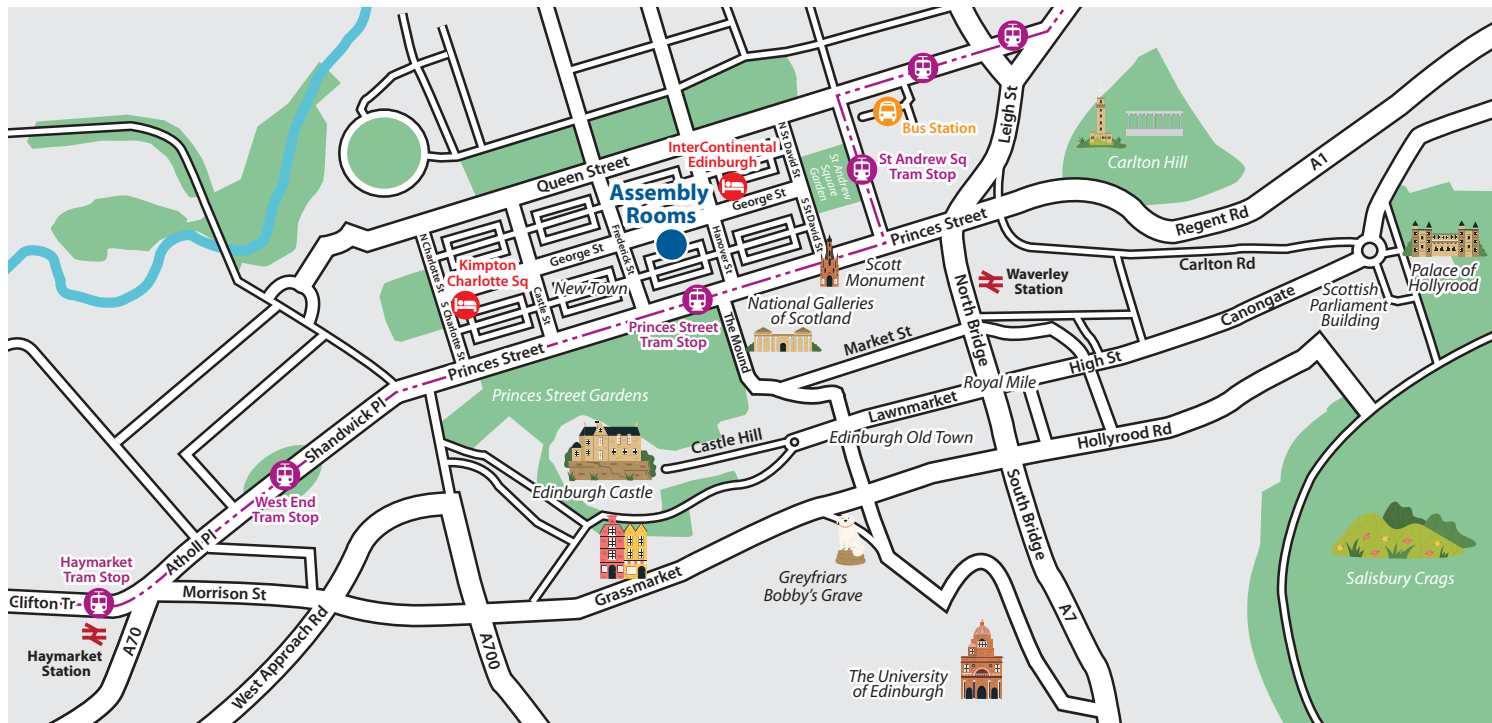 Leigh St
Bus Station
Carlton Hill
A1
N St David St
InterContinental
Edinburgh
St Andrew Sq
Tram Stop
St Andrew
Square
Garden
Queen Street
Assembly
Rooms
George St
S St David St
Princes Street
Regent Rd
N Charlotte St
Frederick St
Hanover St
George St
Kimpton
Charlotte Sq
New Town
Castle St
S Charlotte St
Scott
Monument
Waverley
Station
Carlton Rd
Palace of
Hollyrood
National Galleries
of Scotland
North Bridge
Scottish
Parliament
Building
Princes Street
Tram Stop
The Mound
Market St
Canongate
Princes Street
High St
Royal Mile
Princes Street Gardens
Lawnmarket
Shandwick Pl
Castle Hill
Edinburgh Old Town
Hollyrood Rd
Edinburgh Castle
West End
Tram Stop
South Bridge
Atholl Pl
Haymarket
Tram Stop
Grassmarket
Greyfriars
Bobby's Grave
Salisbury Crags
Clifton Tr
Morrison St
A70
West Approach Rd
A700
A7
Haymarket
Station
The University
of Edinburgh